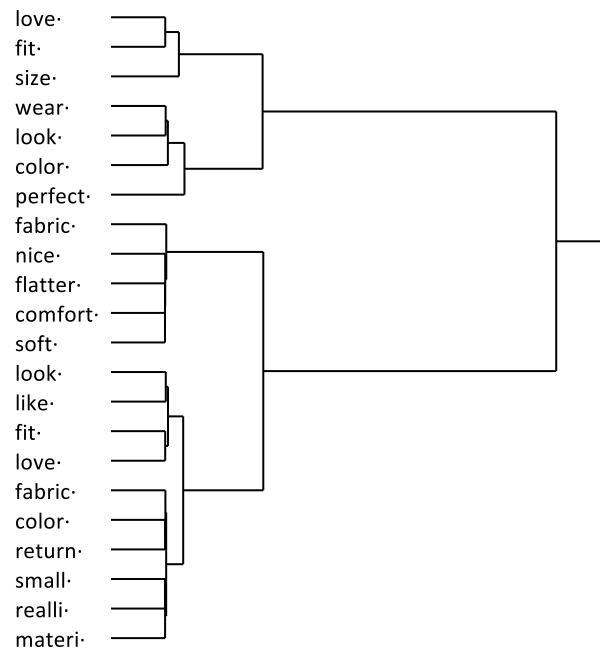 love·
fit·
size·
wear·
look·
color·
perfect·
fabric·
nice·
flatter·
comfort·
soft·
look·
like·
fit·
love·
fabric·
color·
return·
small·
realli·
materi·